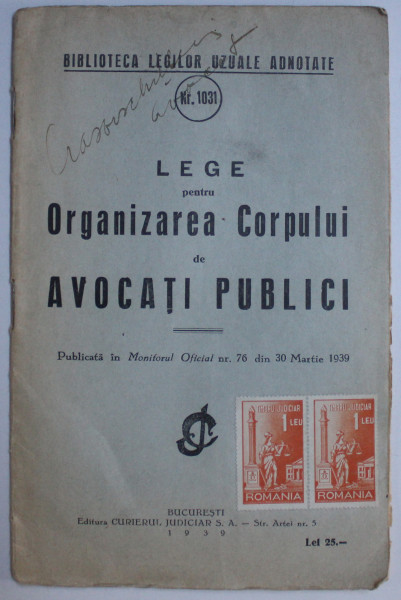 BIBLIOTECA LEGILOR UZUALE ADNOTATE
Nr. 1031
avocat
LEGE
pentru
Organizarea Corpului
de
AVOCAȚI PUBLICI
Publicată în Monitorul Oficial nr. 76 din 30 Martie 1939
TIMBRU JUDICIAR
1 LEU
ROMANIA
TIMBRU JUDICIAR
1 LEU
ROMANIA
BUCUREȘTI
Editura CURIERUL JUDICIAR S. A. — Str. Artei nr. 5
1939
Lei 25.—